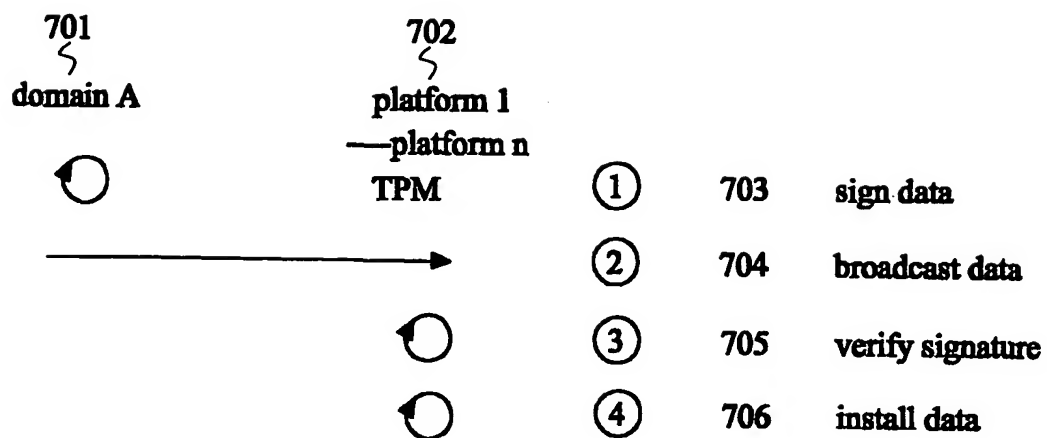 701 702
domain A platform 1
—platform n
TPM 1 703 sign data
2 704 broadcast data
3 705 verify signature
4 706 install data